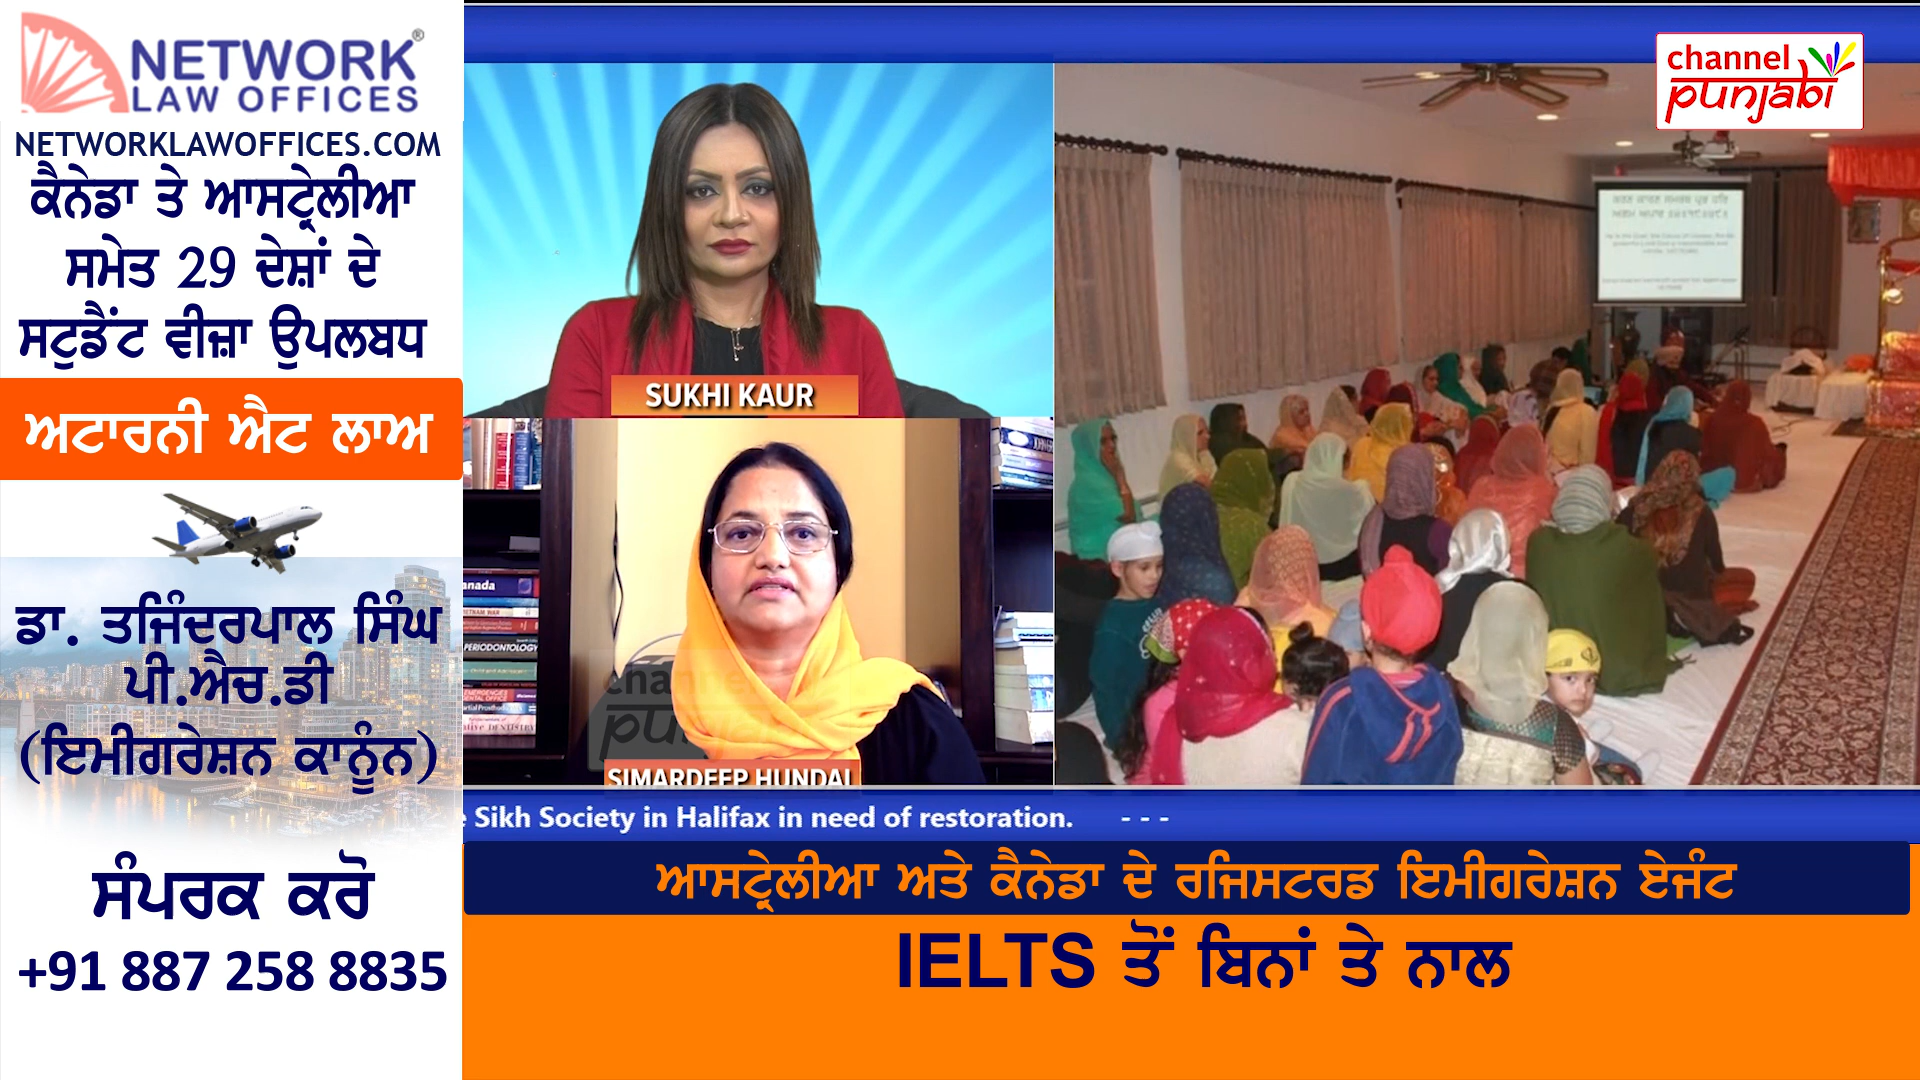 NETWORK®
LAW OFFICES
NETWORKLAWOFFICES.COM
ਕੈਨੇਡਾ ਤੇ ਆਸਟ੍ਰੇਲੀਆ
ਸਮੇਤ 29 ਦੇਸ਼ਾਂ ਦੇ
ਸਟੁਡੈਂਟ ਵੀਜ਼ਾ ਉਪਲਬਧ
ਅਟਾਰਨੀ ਐਟ ਲਾਅ
ਡਾ. ਤਜਿੰਦਰਪਾਲ ਸਿੰਘ
ਪੀ.ਐਚ.ਡੀ
(ਇਮੀਗਰੇਸ਼ਨ ਕਾਨੂੰਨ)
ਸੰਪਰਕ ਕਰੋ
+91 887 258 8835
SUKHI KAUR
anada
PERIODONTOLOGY
channel
punjabi
SIMARDEEP HUNDAL
Sikh Society in Halifax in need of restoration. - - -
ਆਸਟ੍ਰੇਲੀਆ ਅਤੇ ਕੈਨੇਡਾ ਦੇ ਰਜਿਸਟਰਡ ਇਮੀਗਰੇਸ਼ਨ ਏਜੰਟ
IELTS ਤੋਂ ਬਿਨਾਂ ਤੇ ਨਾਲ